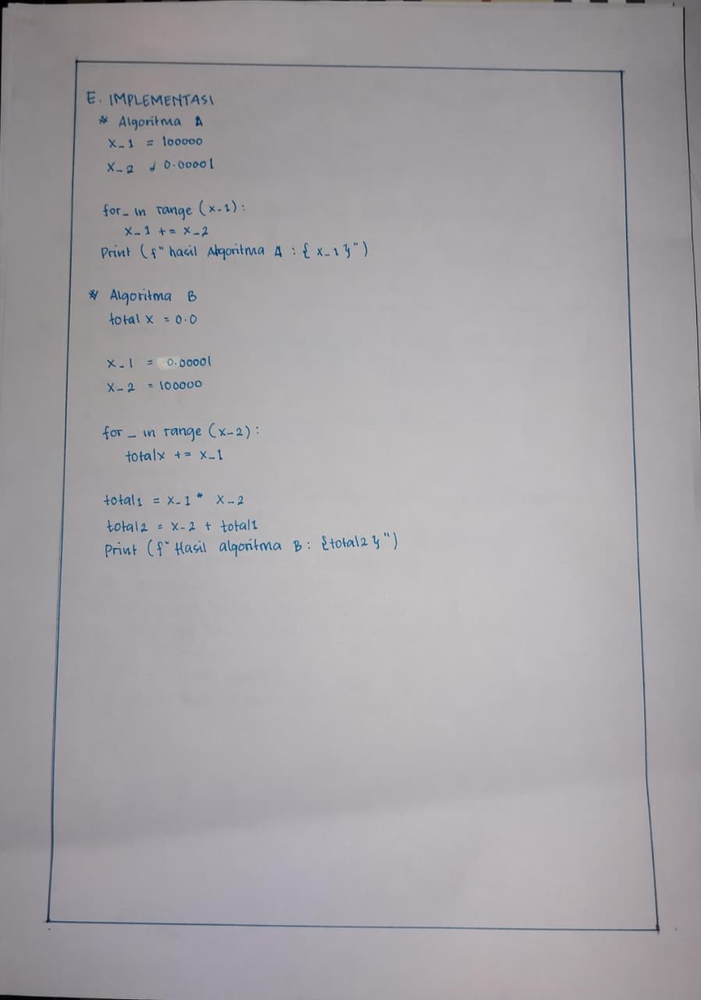 E. IMPLEMENTASI
* Algoritma A
x_1 = 100000
x_2 = 0.00001
for_ in range (x_1):
x_1 += x_2
Print (f" hasil Algoritma A : { x_1 }")
* Algoritma B
total x = 0.0
x_1 = 0.00001
x_2 = 100000
for _ in range (x_2):
totalx += x_1
total1 = x_1 * x_2
total2 = x_2 + total1
Print (f" Hasil algoritma B : {total2 }")